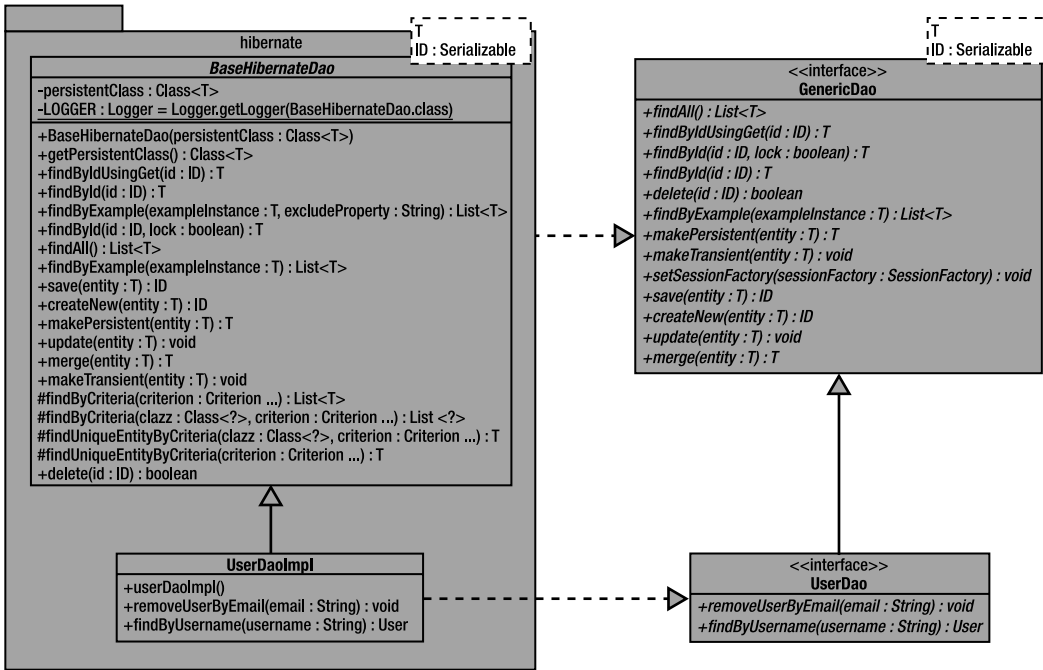 hibernate
T
ID : Serializable
BaseHibernateDao
-persistentClass : Class<T>
-LOGGER : Logger = Logger.getLogger(BaseHibernateDao.class)
+BaseHibernateDao(persistentClass : Class<T>)
+getPersistentClass() : Class<T>
+findByIdUsingGet(id : ID) : T
+findById(id : ID) : T
+findByExample(exampleInstance : T, excludeProperty : String) : List<T>
+findById(id : ID, lock : boolean) : T
+findAll() : List<T>
+findByExample(exampleInstance : T) : List<T>
+save(entity : T) : ID
+createNew(entity : T) : ID
+makePersistent(entity : T) : T
+update(entity : T) : void
+merge(entity : T) : T
+makeTransient(entity : T) : void
#findByCriteria(criterion : Criterion ...) : List<T>
#findByCriteria(clazz : Class<?>, criterion : Criterion ...) : List <?>
#findUniqueEntityByCriteria(clazz : Class<?>, criterion : Criterion ...) : T
#findUniqueEntityByCriteria(criterion : Criterion ...) : T
+delete(id : ID) : boolean
UserDaoImpl
+userDaoImpl()
+removeUserByEmail(email : String) : void
+findByUsername(username : String) : User
T
ID : Serializable
<<interface>>
GenericDao
+findAll() : List<T>
+findByIdUsingGet(id : ID) : T
+findById(id : ID, lock : boolean) : T
+findById(id : ID) : T
+delete(id : ID) : boolean
+findByExample(exampleInstance : T) : List<T>
+makePersistent(entity : T) : T
+makeTransient(entity : T) : void
+setSessionFactory(sessionFactory : SessionFactory) : void
+save(entity : T) : ID
+createNew(entity : T) : ID
+update(entity : T) : void
+merge(entity : T) : T
<<interface>>
UserDao
+removeUserByEmail(email : String) : void
+findByUsername(username : String) : User